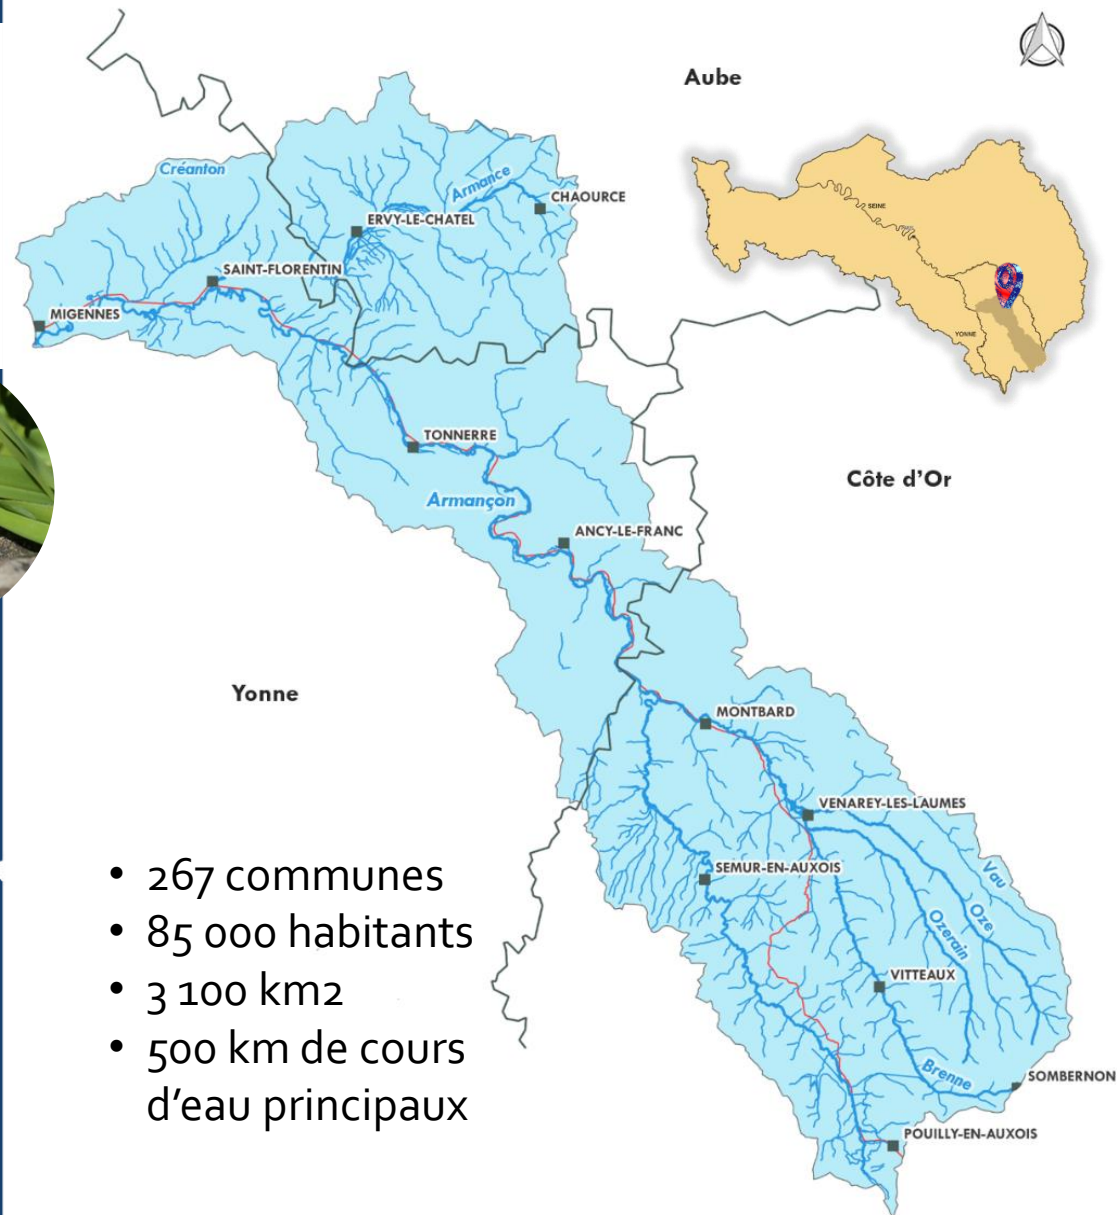 Aube
SEINE
YONNE
Créanton
Armance
CHAOURCE
ERVY-LE-CHATEL
SAINT-FLORENTIN
MIGENNES
TONNERRE
Côte d'Or
Armançon
ANCY-LE-FRANC
Yonne
MONTBARD
VENAREY-LES-LAUMES
SEMUR-EN-AUXOIS
Vau
Oze
Ozerain
VITTEAUX
Brenne
SOMBERNON
POUILLY-EN-AUXOIS
• 267 communes
• 85 000 habitants
• 3 100 km2
• 500 km de cours
d'eau principaux